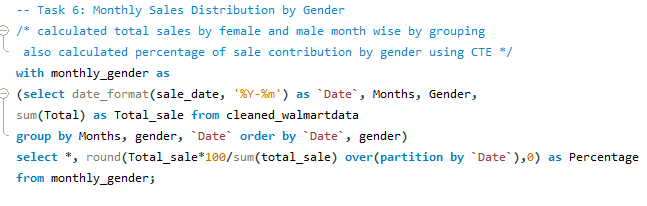 -- Task 6: Monthly Sales Distribution by Gender
/* calculated total sales by female and male month wise by grouping
also calculated percentage of sale contribution by gender using CTE */
with monthly_gender as
(select date_format(sale_date, '%Y-%m') as `Date`, Months, Gender,
sum(Total) as Total_sale from cleaned_walmartdata
group by Months, gender, `Date` order by `Date`, gender)
select *, round(Total_sale*100/sum(total_sale) over(partition by `Date`),0) as Percentage
from monthly_gender;